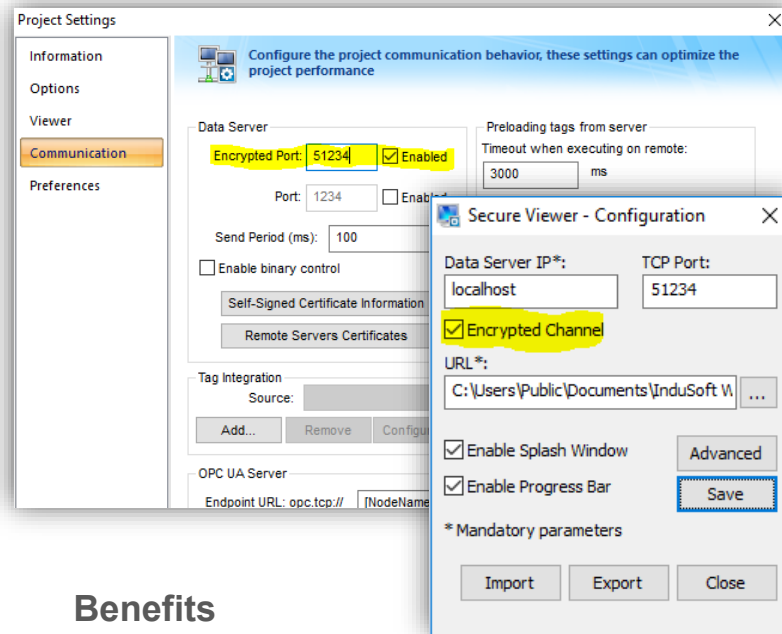 Project Settings
Information
Options
Viewer
Communication
Preferences
Configure the project communication behavior, these settings can optimize the
project performance
Data Server
Encrypted Port: 51234 Enabled
Port: 1234
Send Period (ms): 100
Enable binary control
Self-Signed Certificate Information
Remote Servers Certificates
Tag Integration
Source:
Add... Remove
OPC UA Server
Endpoint URL: opc.tcp:// [NodeName
Preloading tags from server
Timeout when executing on remote:
3000 ms
Secure Viewer - Configuration
Data Server IP*: TCP Port:
localhost 51234
Encrypted Channel
URL*:
C:\Users\Public\Documents\InduSoft W ...
Enable Splash Window Advanced
Enable Progress Bar Save
* Mandatory parameters
Import Export Close
Benefits